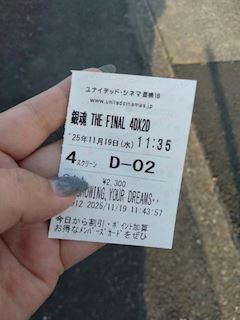 ユナイテッド・シネマ豊橋18
www.unitedcinemas.jp
銀魂 THE FINAL 4DX2D
'25年11月19日(水) 11:35
4スクリーン D-02
¥2,300
SHOWING, YOUR DREAMS
12 2025/11/19 11:43:57
今日から割引・ポイント加算
お得なメンバーズカードをぜひ